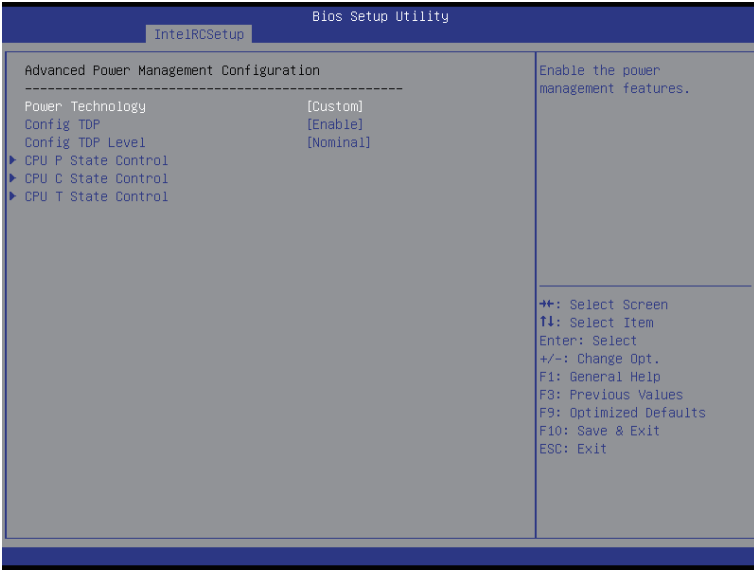 Bios Setup Utility
IntelRCSetup
Advanced Power Management Configuration
--------------------------------------------------
Power Technology [Custom]
Config TDP [Enable]
Config TDP Level [Nominal]
CPU P State Control
CPU C State Control
CPU T State Control
Enable the power
management features.
→←: Select Screen
↑↓: Select Item
Enter: Select
+/-: Change Opt.
F1: General Help
F3: Previous Values
F9: Optimized Defaults
F10: Save & Exit
ESC: Exit